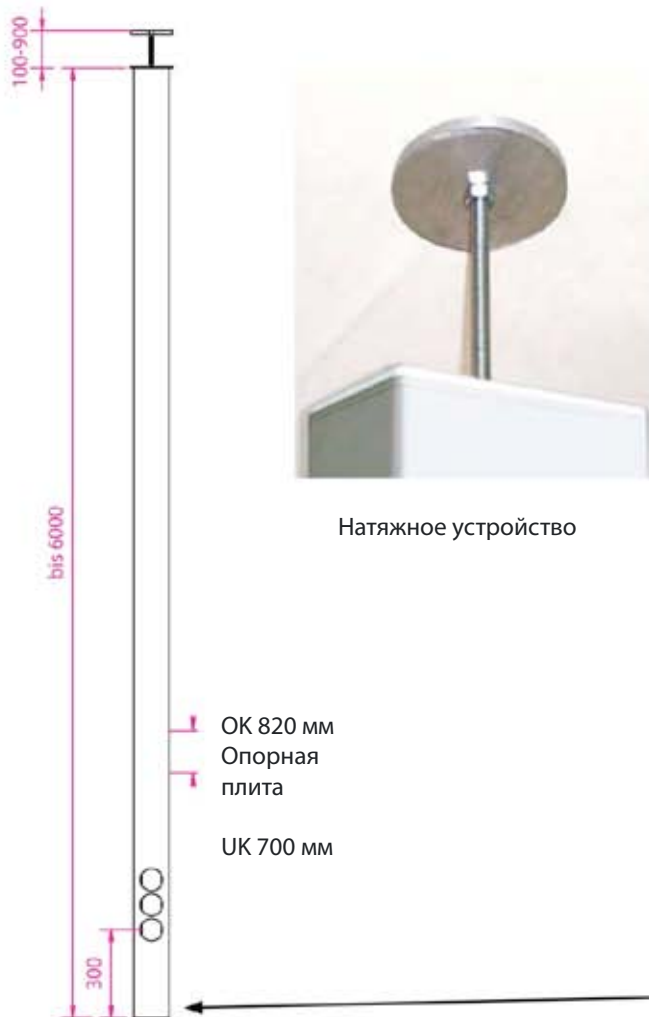 100-900
Натяжное устройство
bis 6000
OK 820 мм
Опорная
плита
UK 700 мм
300